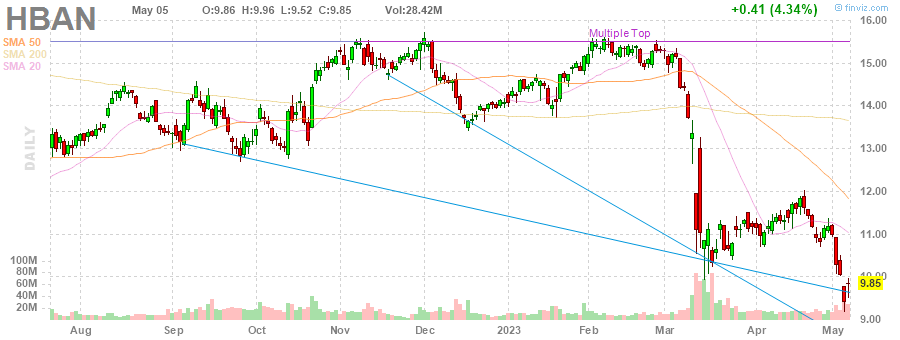 HBAN May 05 O:9.86 H:9.96 L:9.52 C:9.85 Vol:28.42M +0.41 (4.34%) © finviz.com
SMA 50
SMA 200
SMA 20
Multiple Top
DAILY
16.00
15.00
14.00
13.00
12.00
11.00
10.00
9.85
9.00
100M
80M
60M
40M
20M
Aug Sep Oct Nov Dec 2023 Feb Mar Apr May